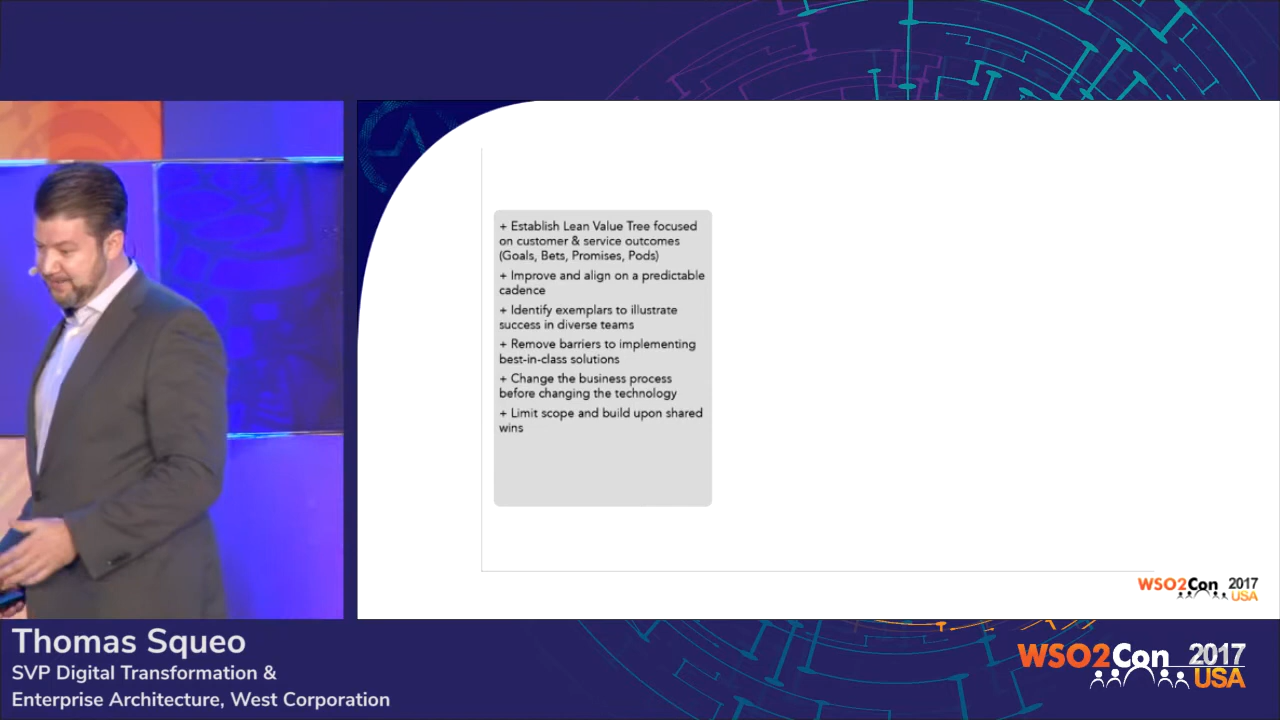 + Establish Lean Value Tree focused
on customer & service outcomes
(Goals, Bets, Promises, Pods)
+ Improve and align on a predictable
cadence
+ Identify exemplars to illustrate
success in diverse teams
+ Remove barriers to implementing
best-in-class solutions
+ Change the business process
before changing the technology
+ Limit scope and build upon shared
wins
WSO2Con 2017
USA
Thomas Squeo
SVP Digital Transformation &
Enterprise Architecture, West Corporation
WSO2Con 2017
USA